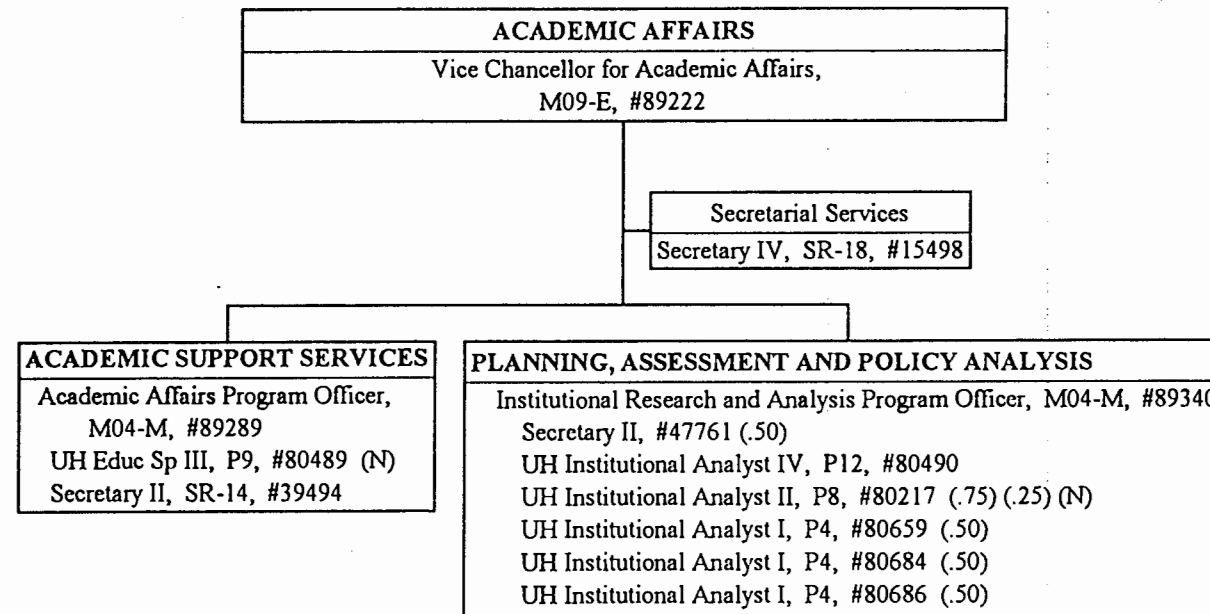 ACADEMIC AFFAIRS
Vice Chancellor for Academic Affairs,
M09-E, #89222
Secretarial Services
Secretary IV, SR-18, #15498
ACADEMIC SUPPORT SERVICES
Academic Affairs Program Officer,
M04-M, #89289
UH Educ Sp III, P9, #80489 (N)
Secretary II, SR-14, #39494
PLANNING, ASSESSMENT AND POLICY ANALYSIS
Institutional Research and Analysis Program Officer, M04-M, #89340
Secretary II, #47761 (.50)
UH Institutional Analyst IV, P12, #80490
UH Institutional Analyst II, P8, #80217 (.75) (.25) (N)
UH Institutional Analyst I, P4, #80659 (.50)
UH Institutional Analyst I, P4, #80684 (.50)
UH Institutional Analyst I, P4, #80686 (.50)